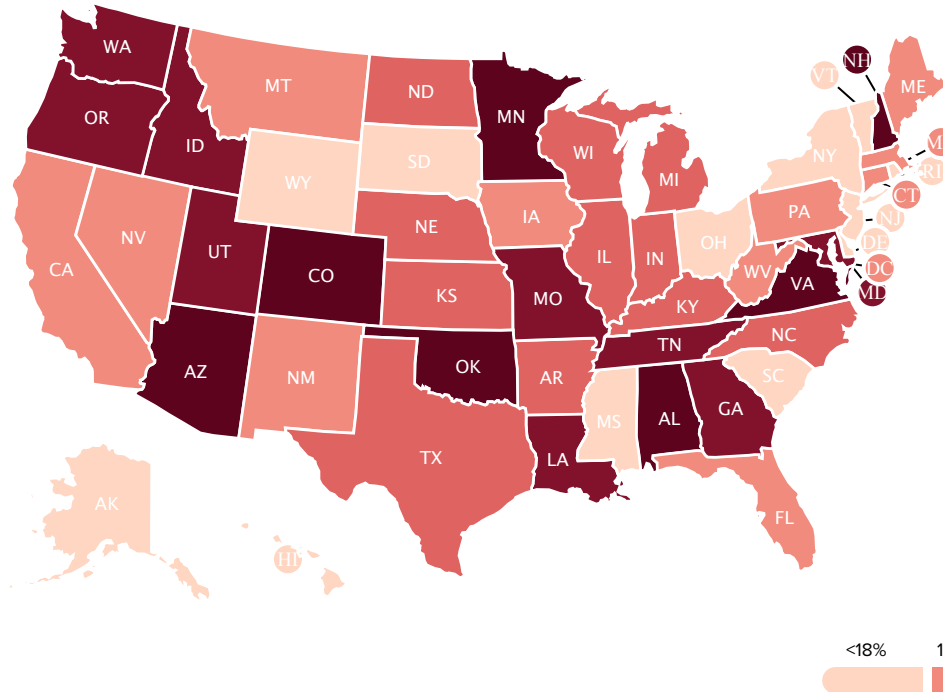 WA
NH
VT
MT
ME
ND
OR
MN
M
ID
WI
NY
SD
RI
MI
WY
CT
PA
IA
NJ
NE
NV
OH
DE
UT
IL
IN
CA
WV
DC
CO
VA
KS
MD
MO
KY
NC
TN
OK
AZ
SC
NM
AR
GA
AL
MS
TX
LA
AK
FL
HI
<18%
1